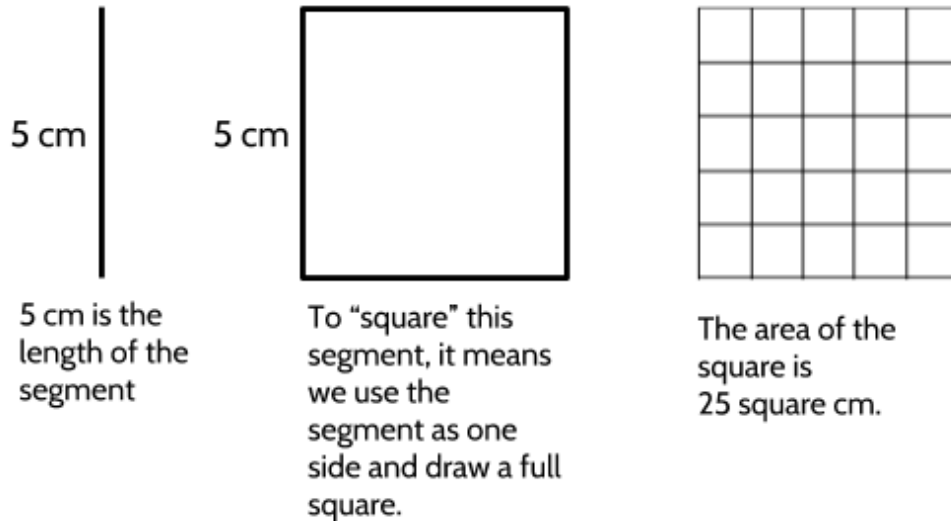 5 cm
5 cm
5 cm is the
length of the
segment
To “square” this
segment, it means
we use the
segment as one
side and draw a full
square.
The area of the
square is
25 square cm.